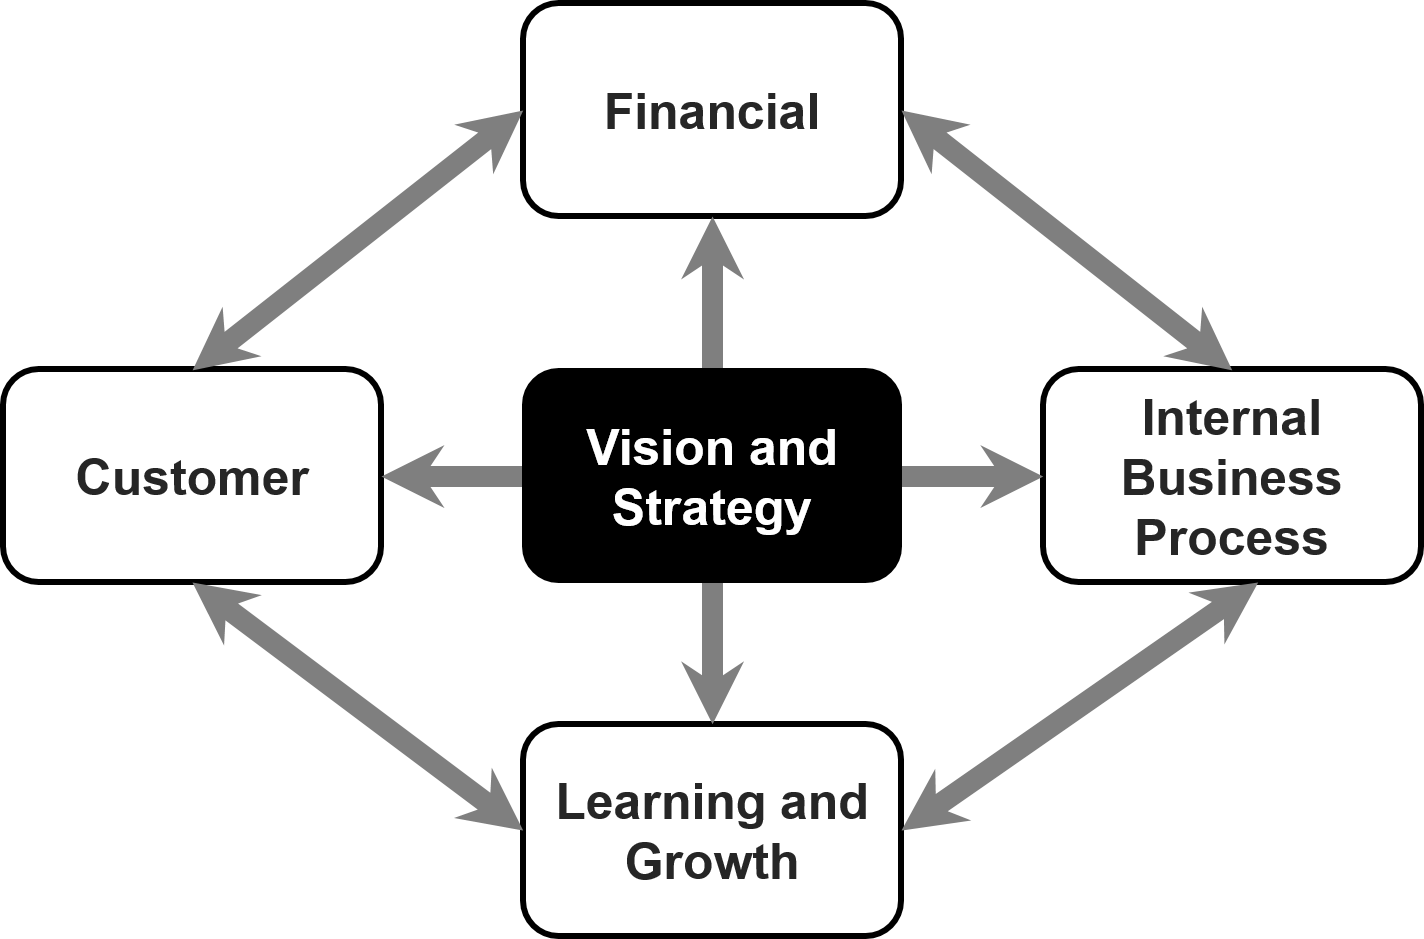 Financial
Customer
Vision and
Strategy
Internal
Business
Process
Learning and
Growth